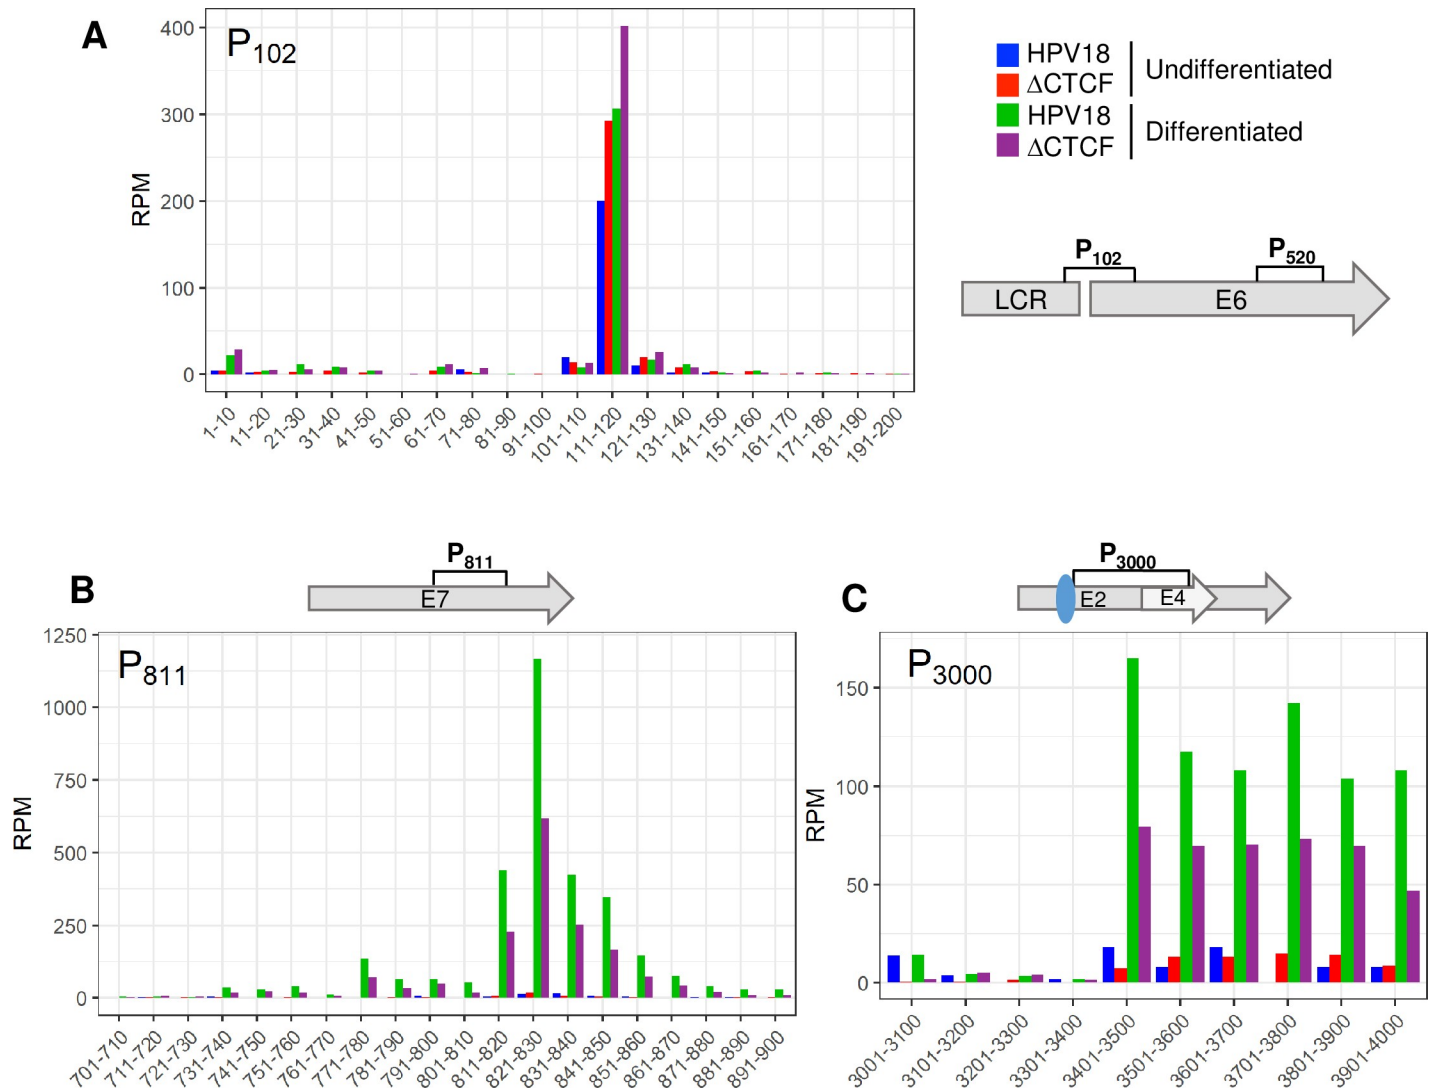 A
P102
400
300
200
100
0
RPM
1-10
11-20
21-30
31-40
41-50
51-60
61-70
71-80
81-90
91-100
101-110
111-120
121-130
131-140
141-150
151-160
161-170
171-180
181-190
191-200
HPV18
ΔCTCF
Undifferentiated
HPV18
ΔCTCF
Differentiated
P102
P520
LCR
E6
B
P811
E7
P811
1250
1000
750
500
250
0
RPM
701-710
711-720
721-730
731-740
741-750
751-760
761-770
771-780
781-790
791-800
801-810
811-820
821-830
831-840
841-850
851-860
861-870
871-880
881-890
891-900
C
P3000
E2
E4
P3000
150
100
50
0
RPM
3001-3100
3101-3200
3201-3300
3301-3400
3401-3500
3501-3600
3601-3700
3701-3800
3801-3900
3901-4000